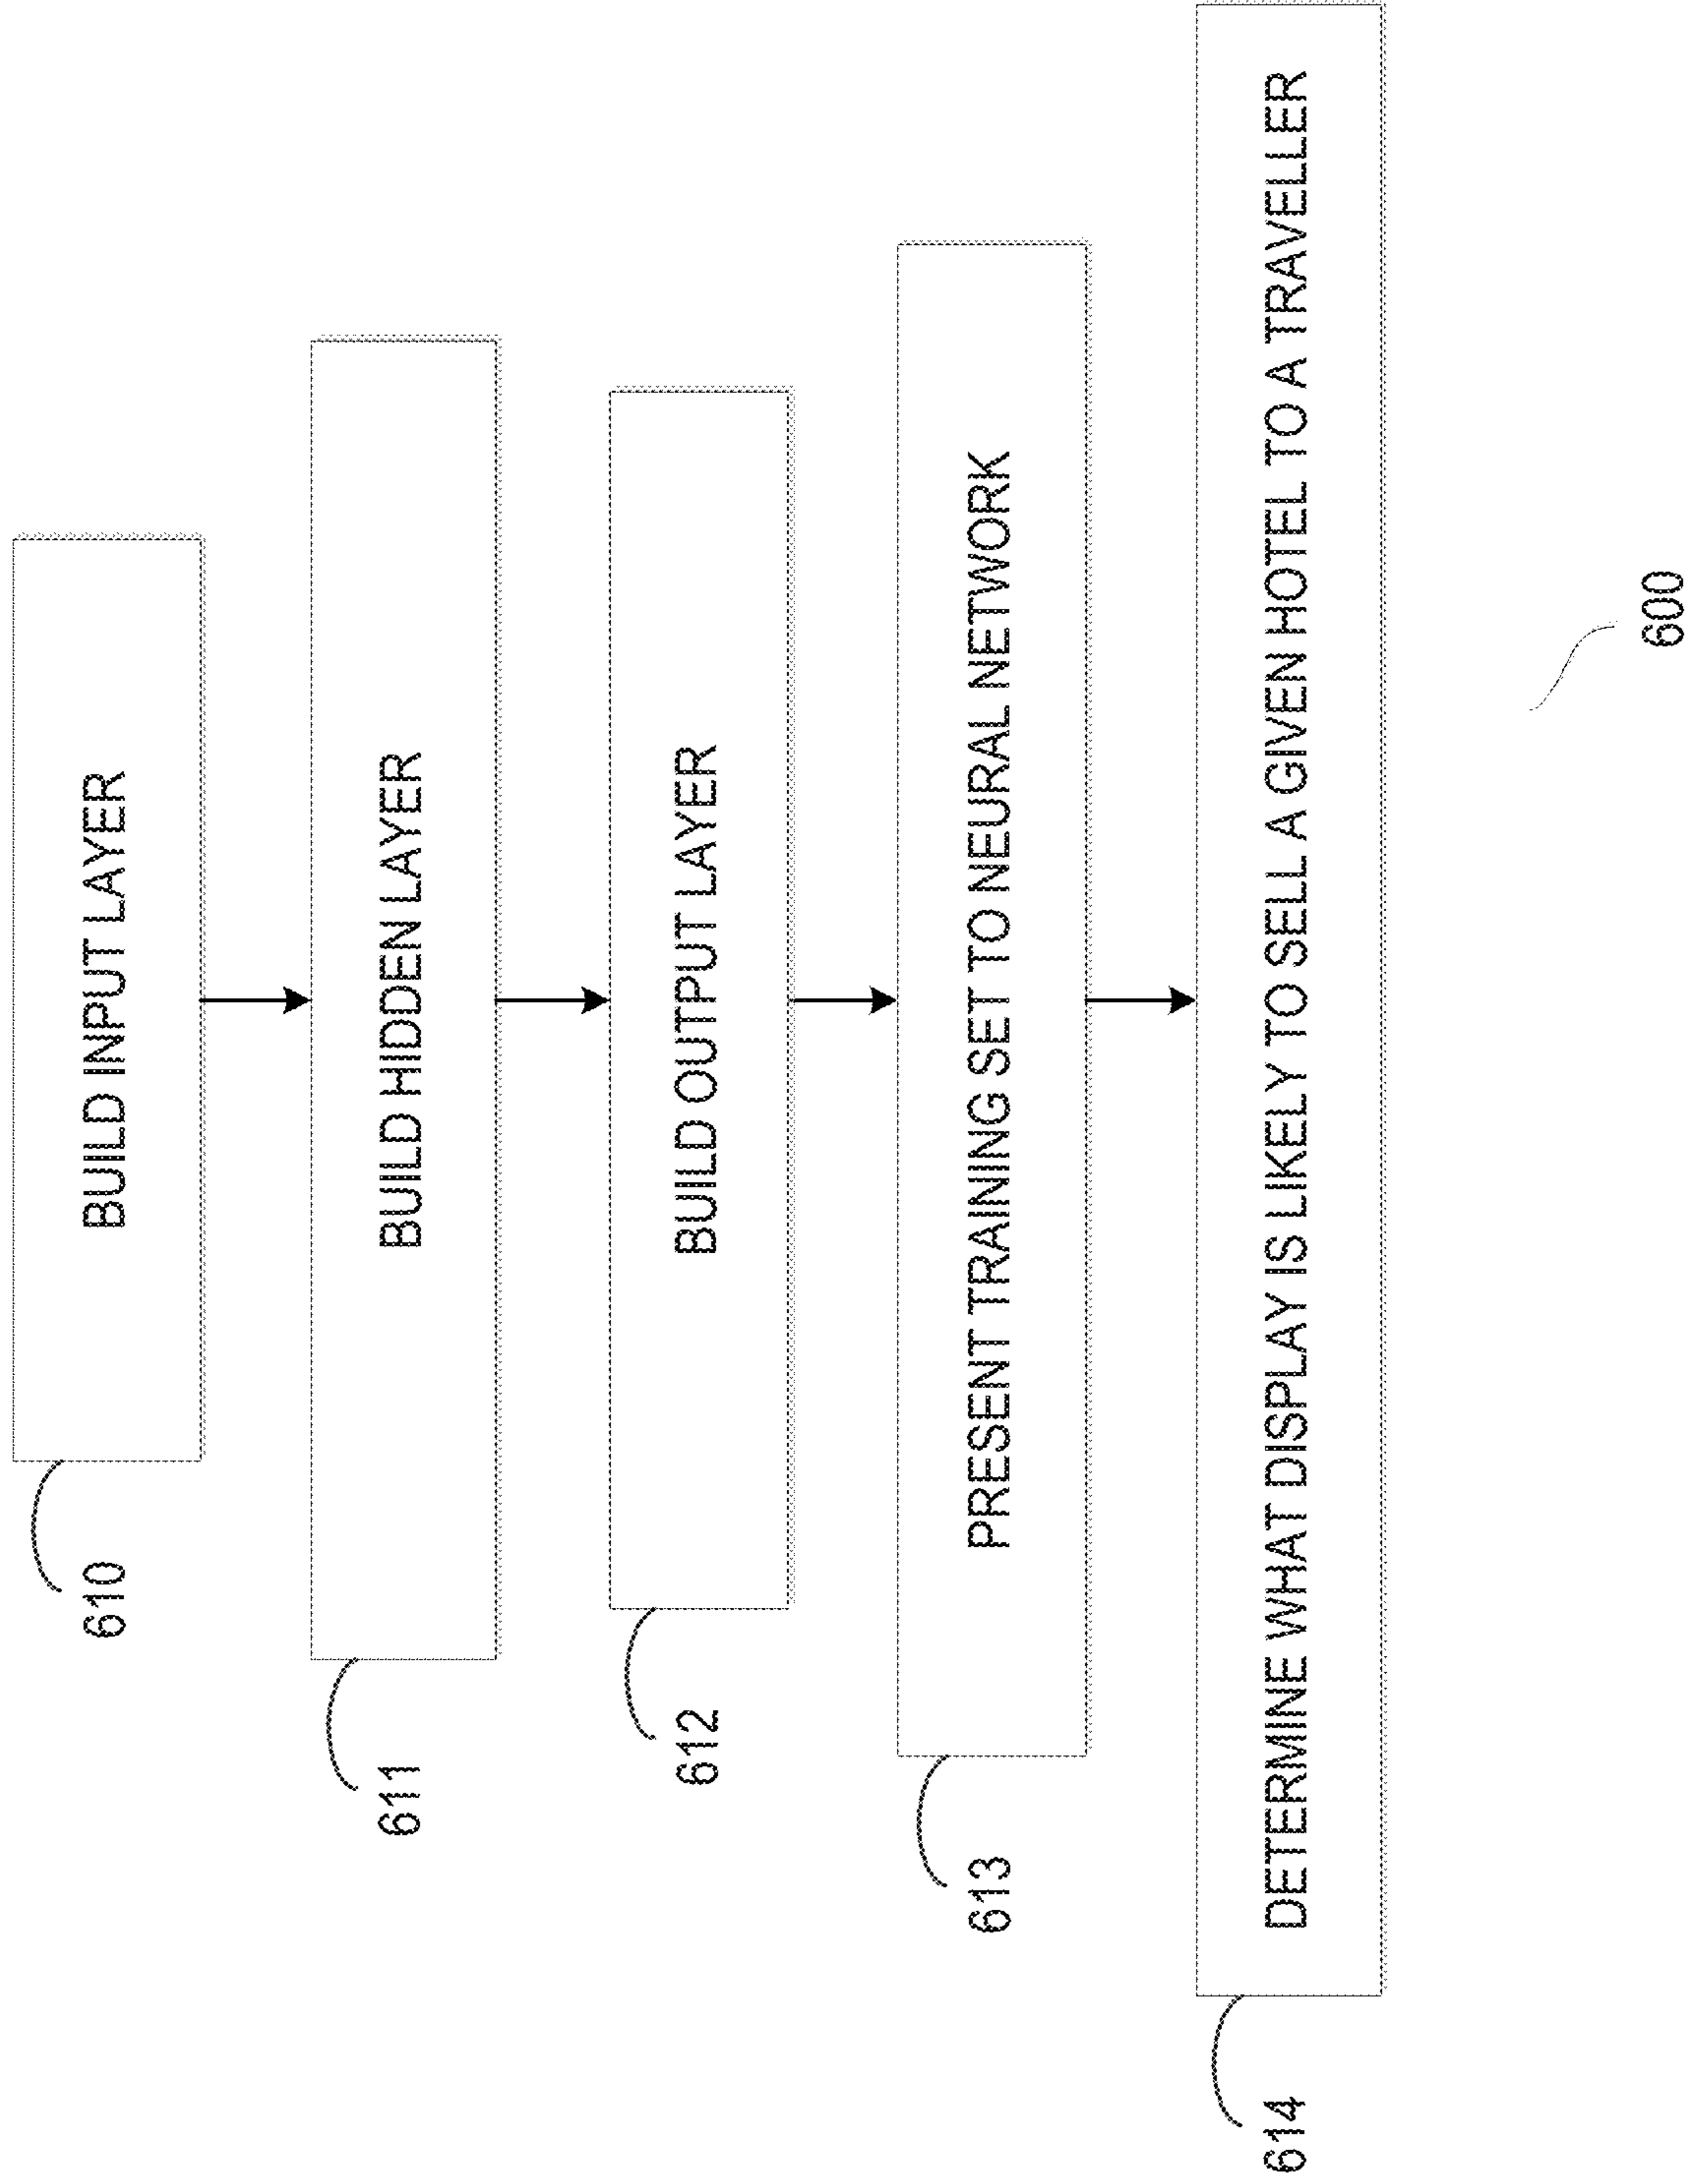 BUILD INPUT LAYER
610
BUILD HIDDEN LAYER
611
BUILD OUTPUT LAYER
612
PRESENT TRAINING SET TO NEURAL NETWORK
613
DETERMINE WHAT DISPLAY IS LIKELY TO SELL A GIVEN HOTEL TO A TRAVELLER
614
600